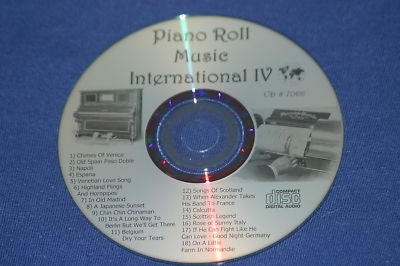 Piano Roll
Music
International IV
CD # 7066
1) Chimes Of Venice
2) Old Spain Paso Doble
3) Napoli
4) Espana
5) Venetian Love Song
6) Highland Flings
And Hornpipes
7) In Old Madrid
8) A Japanese Sunset
9) Chin Chin Chinaman
10) It's A Long Way To
Berlin But We'll Get There
11) Belgium
Dry Your Tears
12) Songs Of Scotland
13) When Alexander Takes
His Band To France
14) Calcutta
15) Scottish Legend
16) Rose of Sunny Italy
17) If He Can Fight Like He
Can Love - Good Night Germany
18) On A Little
Farm In Normandie
COMPACT
disc
DIGITAL AUDIO